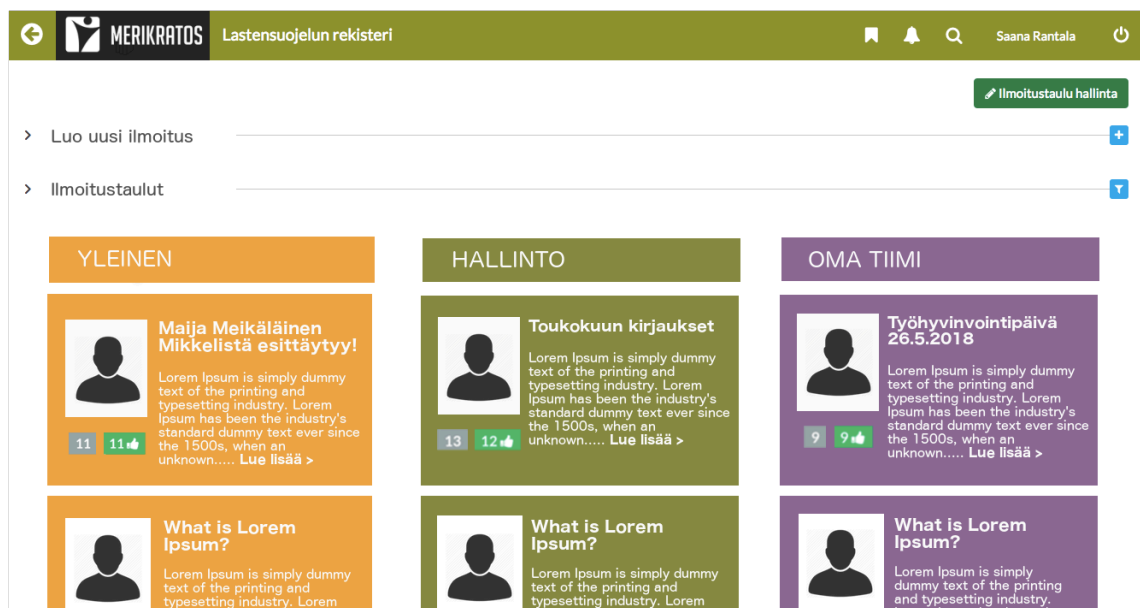 MERIKRATOS Lastensuojelun rekisteri Saana Rantala
Ilmoitustaulu hallinta
Luo uusi ilmoitus
Ilmoitustaulut
YLEINEN
Maija Meikäläinen
Mikkelistä esittäytyy!
Lorem Ipsum is simply dummy
text of the printing and
typesetting industry. Lorem
Ipsum has been the industry's
standard dummy text ever since
the 1500s, when an
unknown..... Lue lisää >
11 11
What is Lorem
Ipsum?
Lorem Ipsum is simply dummy
text of the printing and
typesetting industry. Lorem
HALLINTO
Toukokuun kirjaukset
Lorem Ipsum is simply dummy
text of the printing and
typesetting industry. Lorem
Ipsum has been the industry's
standard dummy text ever since
the 1500s, when an
unknown..... Lue lisää >
13 12
What is Lorem
Ipsum?
Lorem Ipsum is simply dummy
text of the printing and
typesetting industry. Lorem
OMA TIIMI
Työhyvinvointipäivä
26.5.2018
Lorem Ipsum is simply dummy
text of the printing and
typesetting industry. Lorem
Ipsum has been the industry's
standard dummy text ever since
the 1500s, when an
unknown..... Lue lisää >
9 9
What is Lorem
Ipsum?
Lorem Ipsum is simply
dummy text of the printing
and typesetting industry.